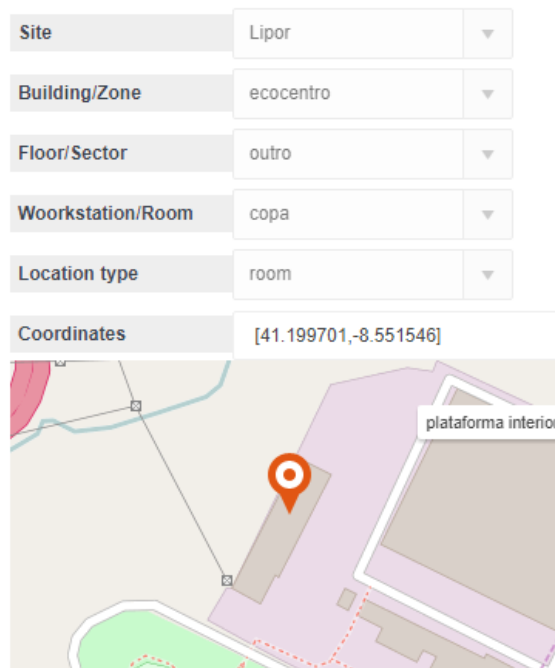 Site Lipor
Building/Zone ecocentro
Floor/Sector outro
Woorkstation/Room copa
Location type room
Coordinates [41.199701,-8.551546]
plataforma interior